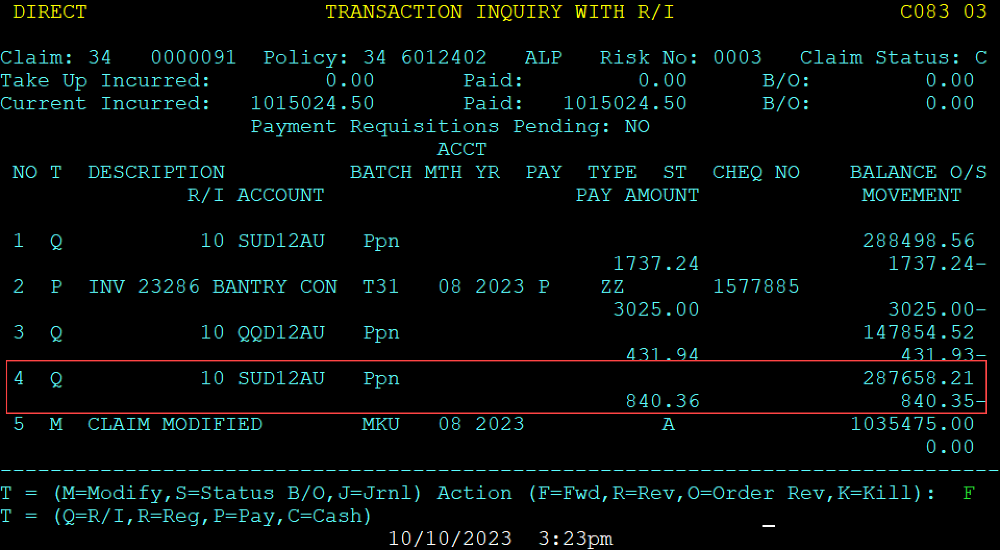 DIRECT TRANSACTION INQUIRY WITH R/I C083 03
Claim: 34 0000091 Policy: 34 6012402 ALP Risk No: 0003 Claim Status: C
Take Up Incurred: 0.00 Paid: 0.00 B/O: 0.00
Current Incurred: 1015024.50 Paid: 1015024.50 B/O: 0.00
Payment Requisitions Pending: NO
ACCT
NO T DESCRIPTION BATCH MTH YR PAY TYPE ST CHEQ NO BALANCE O/S
R/I ACCOUNT PAY AMOUNT MOVEMENT
1 Q 10 SUD12AU Ppn 288498.56
1737.24 1737.24-
2 P INV 23286 BANTRY CON T31 08 2023 P ZZ 1577885
3025.00 3025.00-
3 Q 10 QQD12AU Ppn 147854.52
431.94 431.93-
4 Q 10 SUD12AU Ppn 287658.21
840.36 840.35-
5 M CLAIM MODIFIED MKU 08 2023 A 1035475.00
0.00
--------------------------------------------------------------------------------
T = (M=Modify,S=Status B/O,J=Jrnl) Action (F=Fwd,R=Rev,O=Order Rev,K=Kill): F
T = (Q=R/I,R=Reg,P=Pay,C=Cash)
10/10/2023 3:23pm